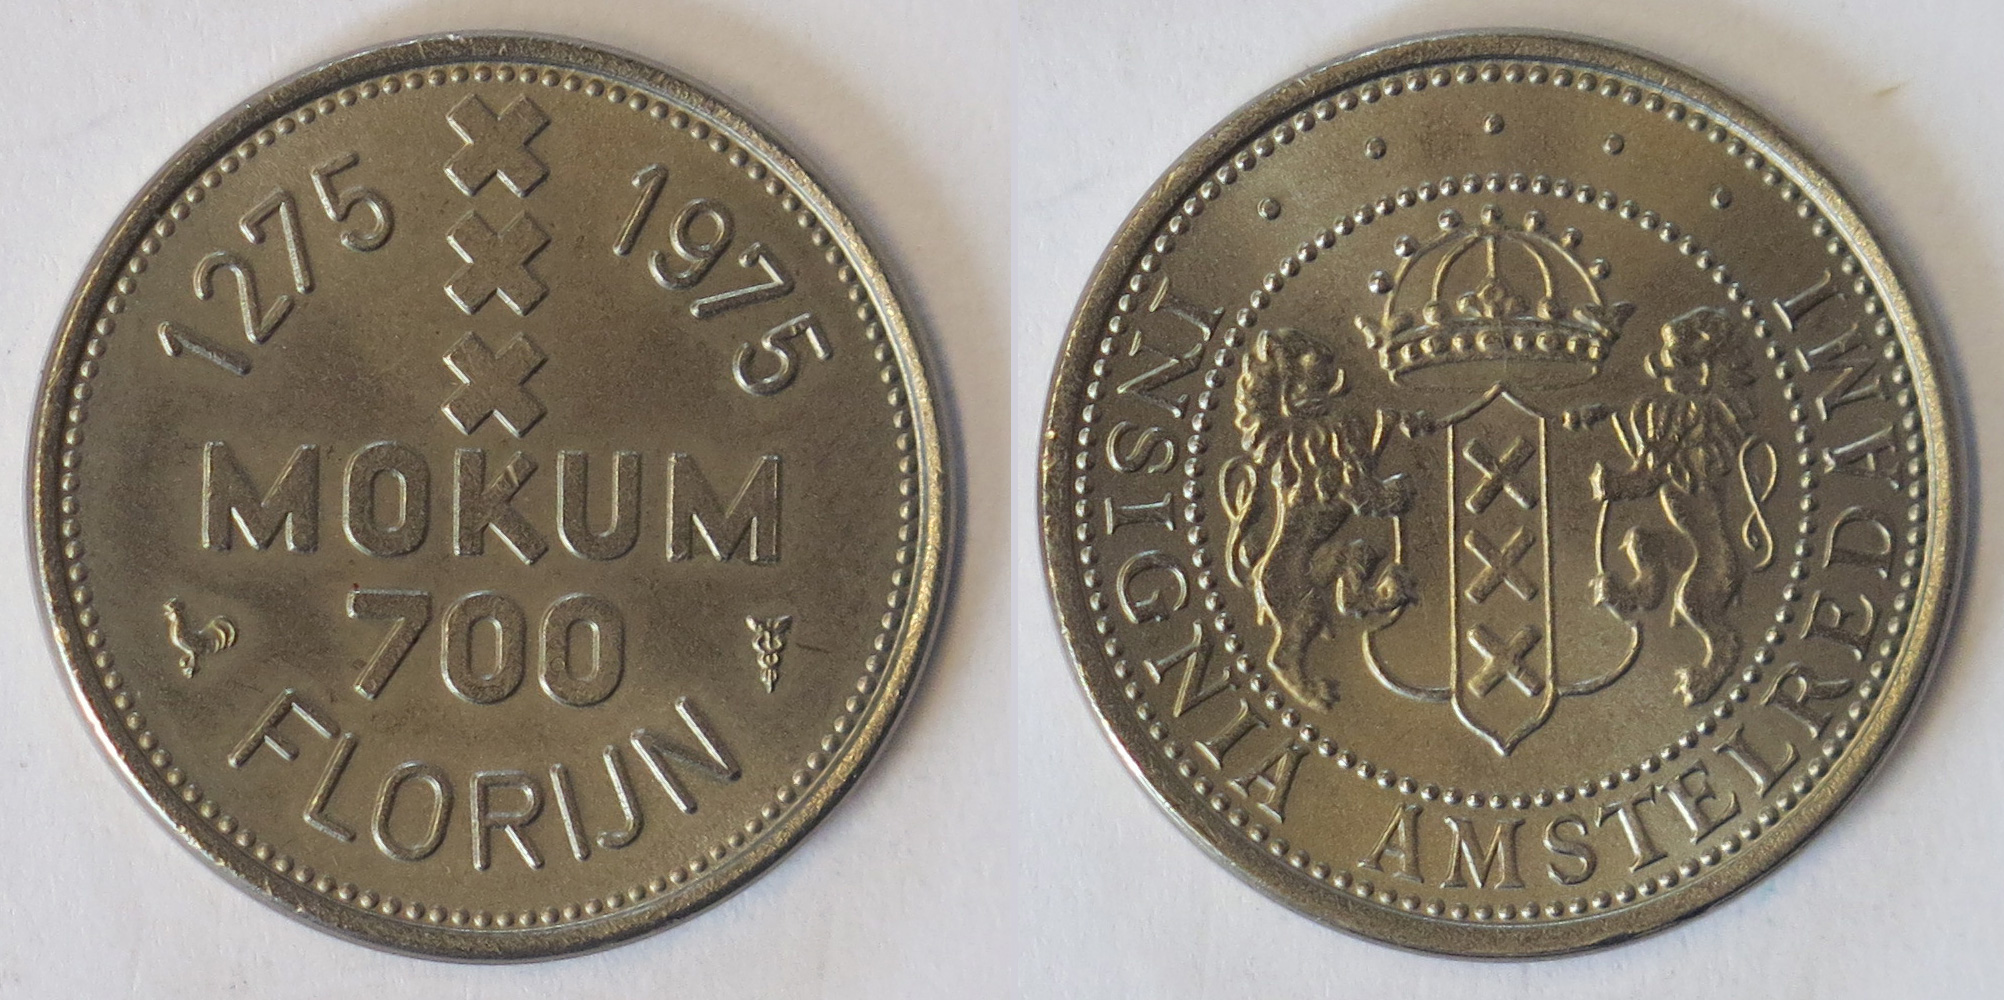 1275 1975
MOKUM
700
FLORIJN
INSIGNIA AMSTELREDAMI